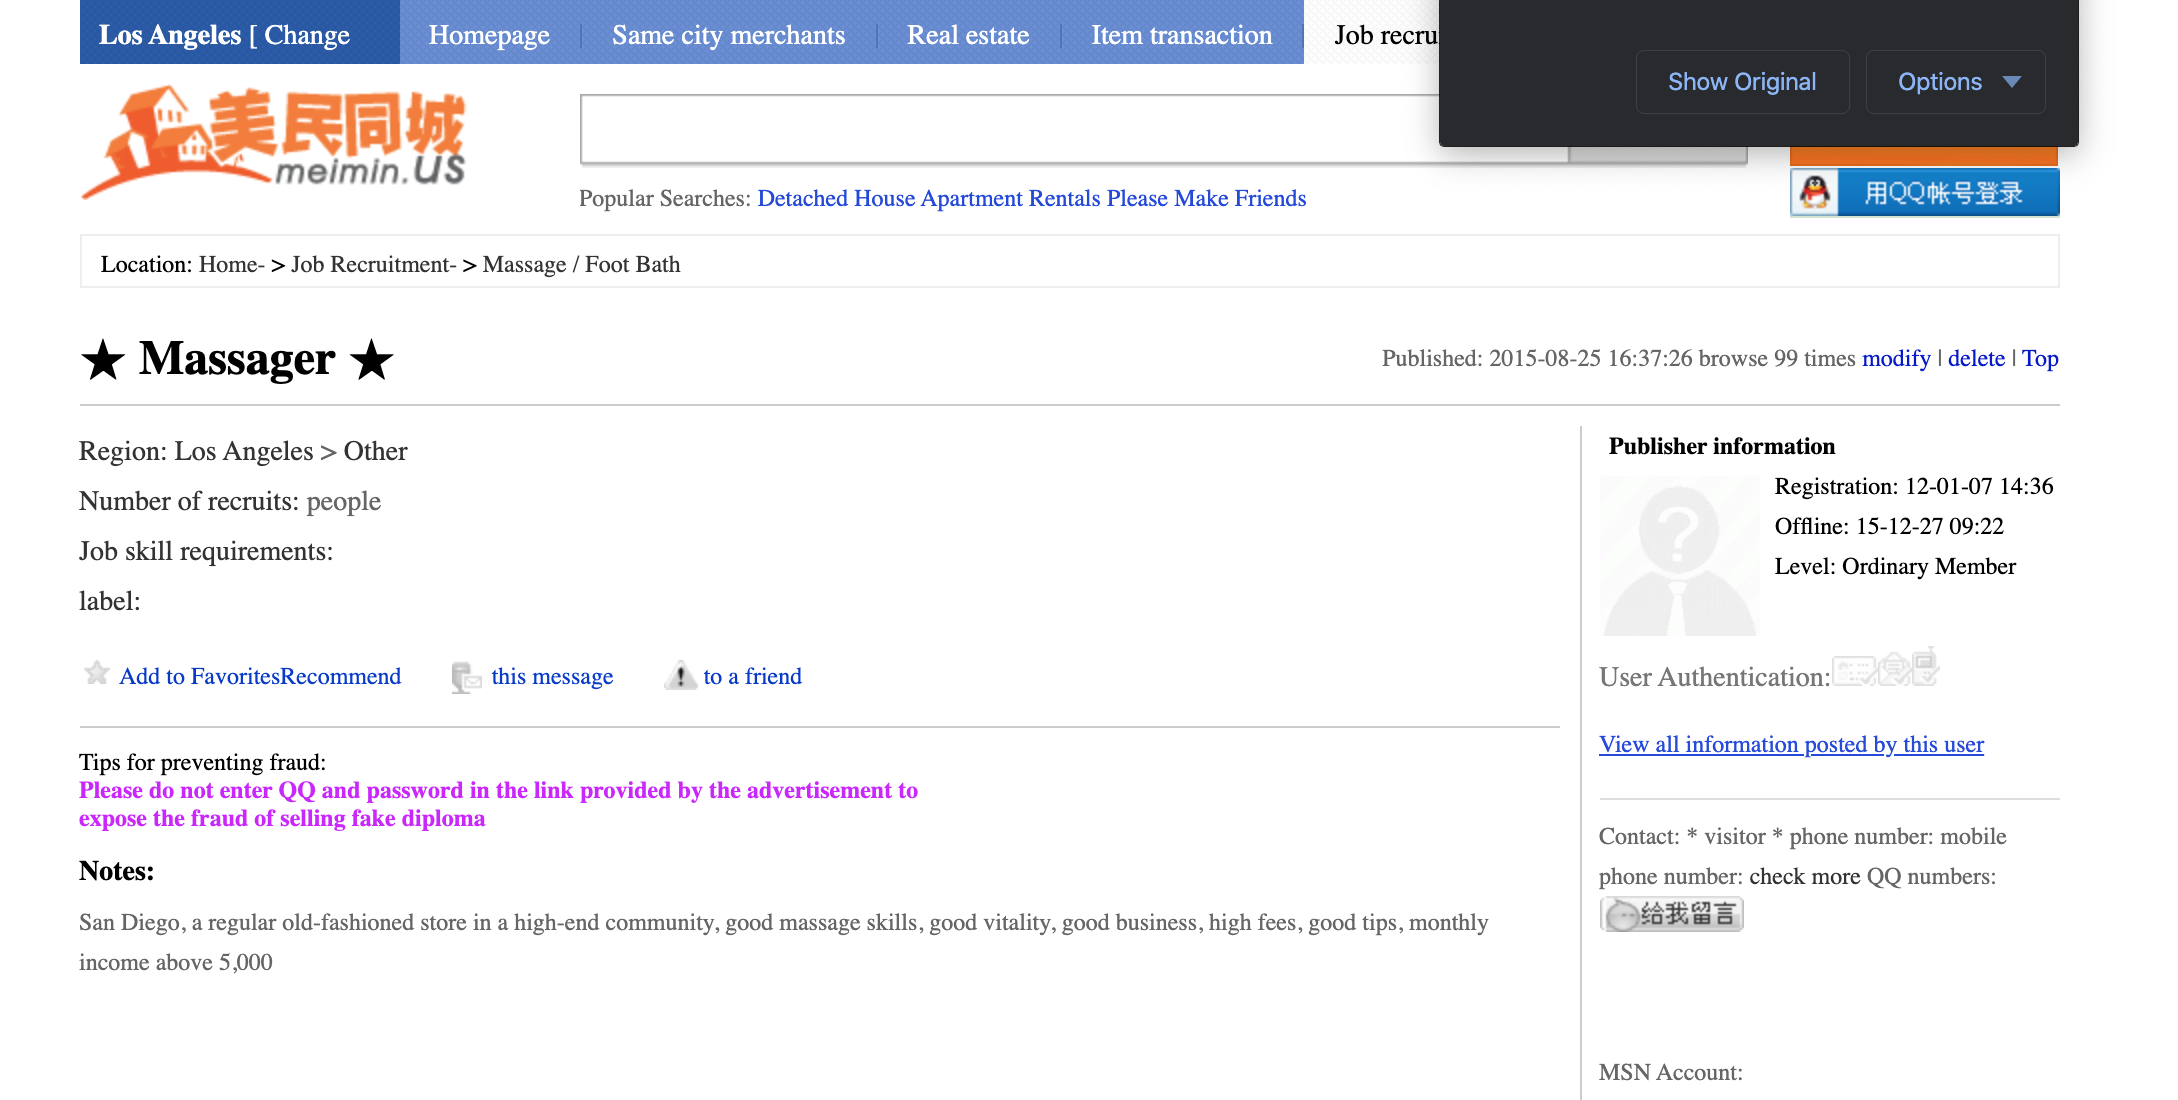 Los Angeles [ Change
Homepage
Same city merchants
Real estate
Item transaction
Job recru
Show Original
Options
美民同城
meimin.US
Popular Searches: Detached House Apartment Rentals Please Make Friends
用QQ帐号登录
Location: Home- > Job Recruitment- > Massage / Foot Bath
★ Massager ★
Published: 2015-08-25 16:37:26 browse 99 times modify | delete | Top
Region: Los Angeles > Other
Number of recruits: people
Job skill requirements:
label:
Add to FavoritesRecommend
this message
to a friend
Tips for preventing fraud:
Please do not enter QQ and password in the link provided by the advertisement to
expose the fraud of selling fake diploma
Notes:
San Diego, a regular old-fashioned store in a high-end community, good massage skills, good vitality, good business, high fees, good tips, monthly
income above 5,000
Publisher information
Registration: 12-01-07 14:36
Offline: 15-12-27 09:22
Level: Ordinary Member
User Authentication:
View all information posted by this user
Contact: * visitor * phone number: mobile
phone number: check more QQ numbers:
给我留言
MSN Account: